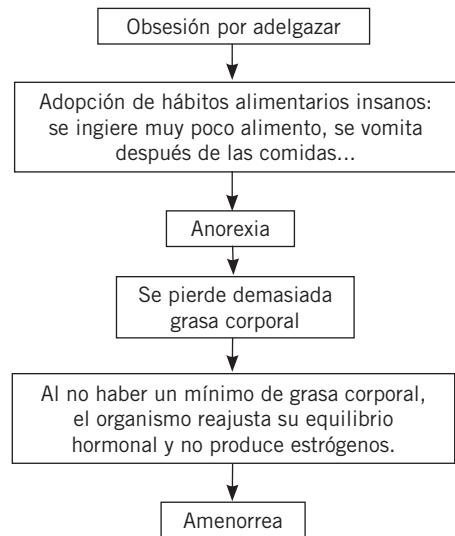 Obsesión por adelgazar
Adopción de hábitos alimentarios insanos:
se ingiere muy poco alimento, se vomita
después de las comidas...
Anorexia
Se pierde demasiada
grasa corporal
Al no haber un mínimo de grasa corporal,
el organismo reajusta su equilibrio
hormonal y no produce estrógenos.
Amenorrea